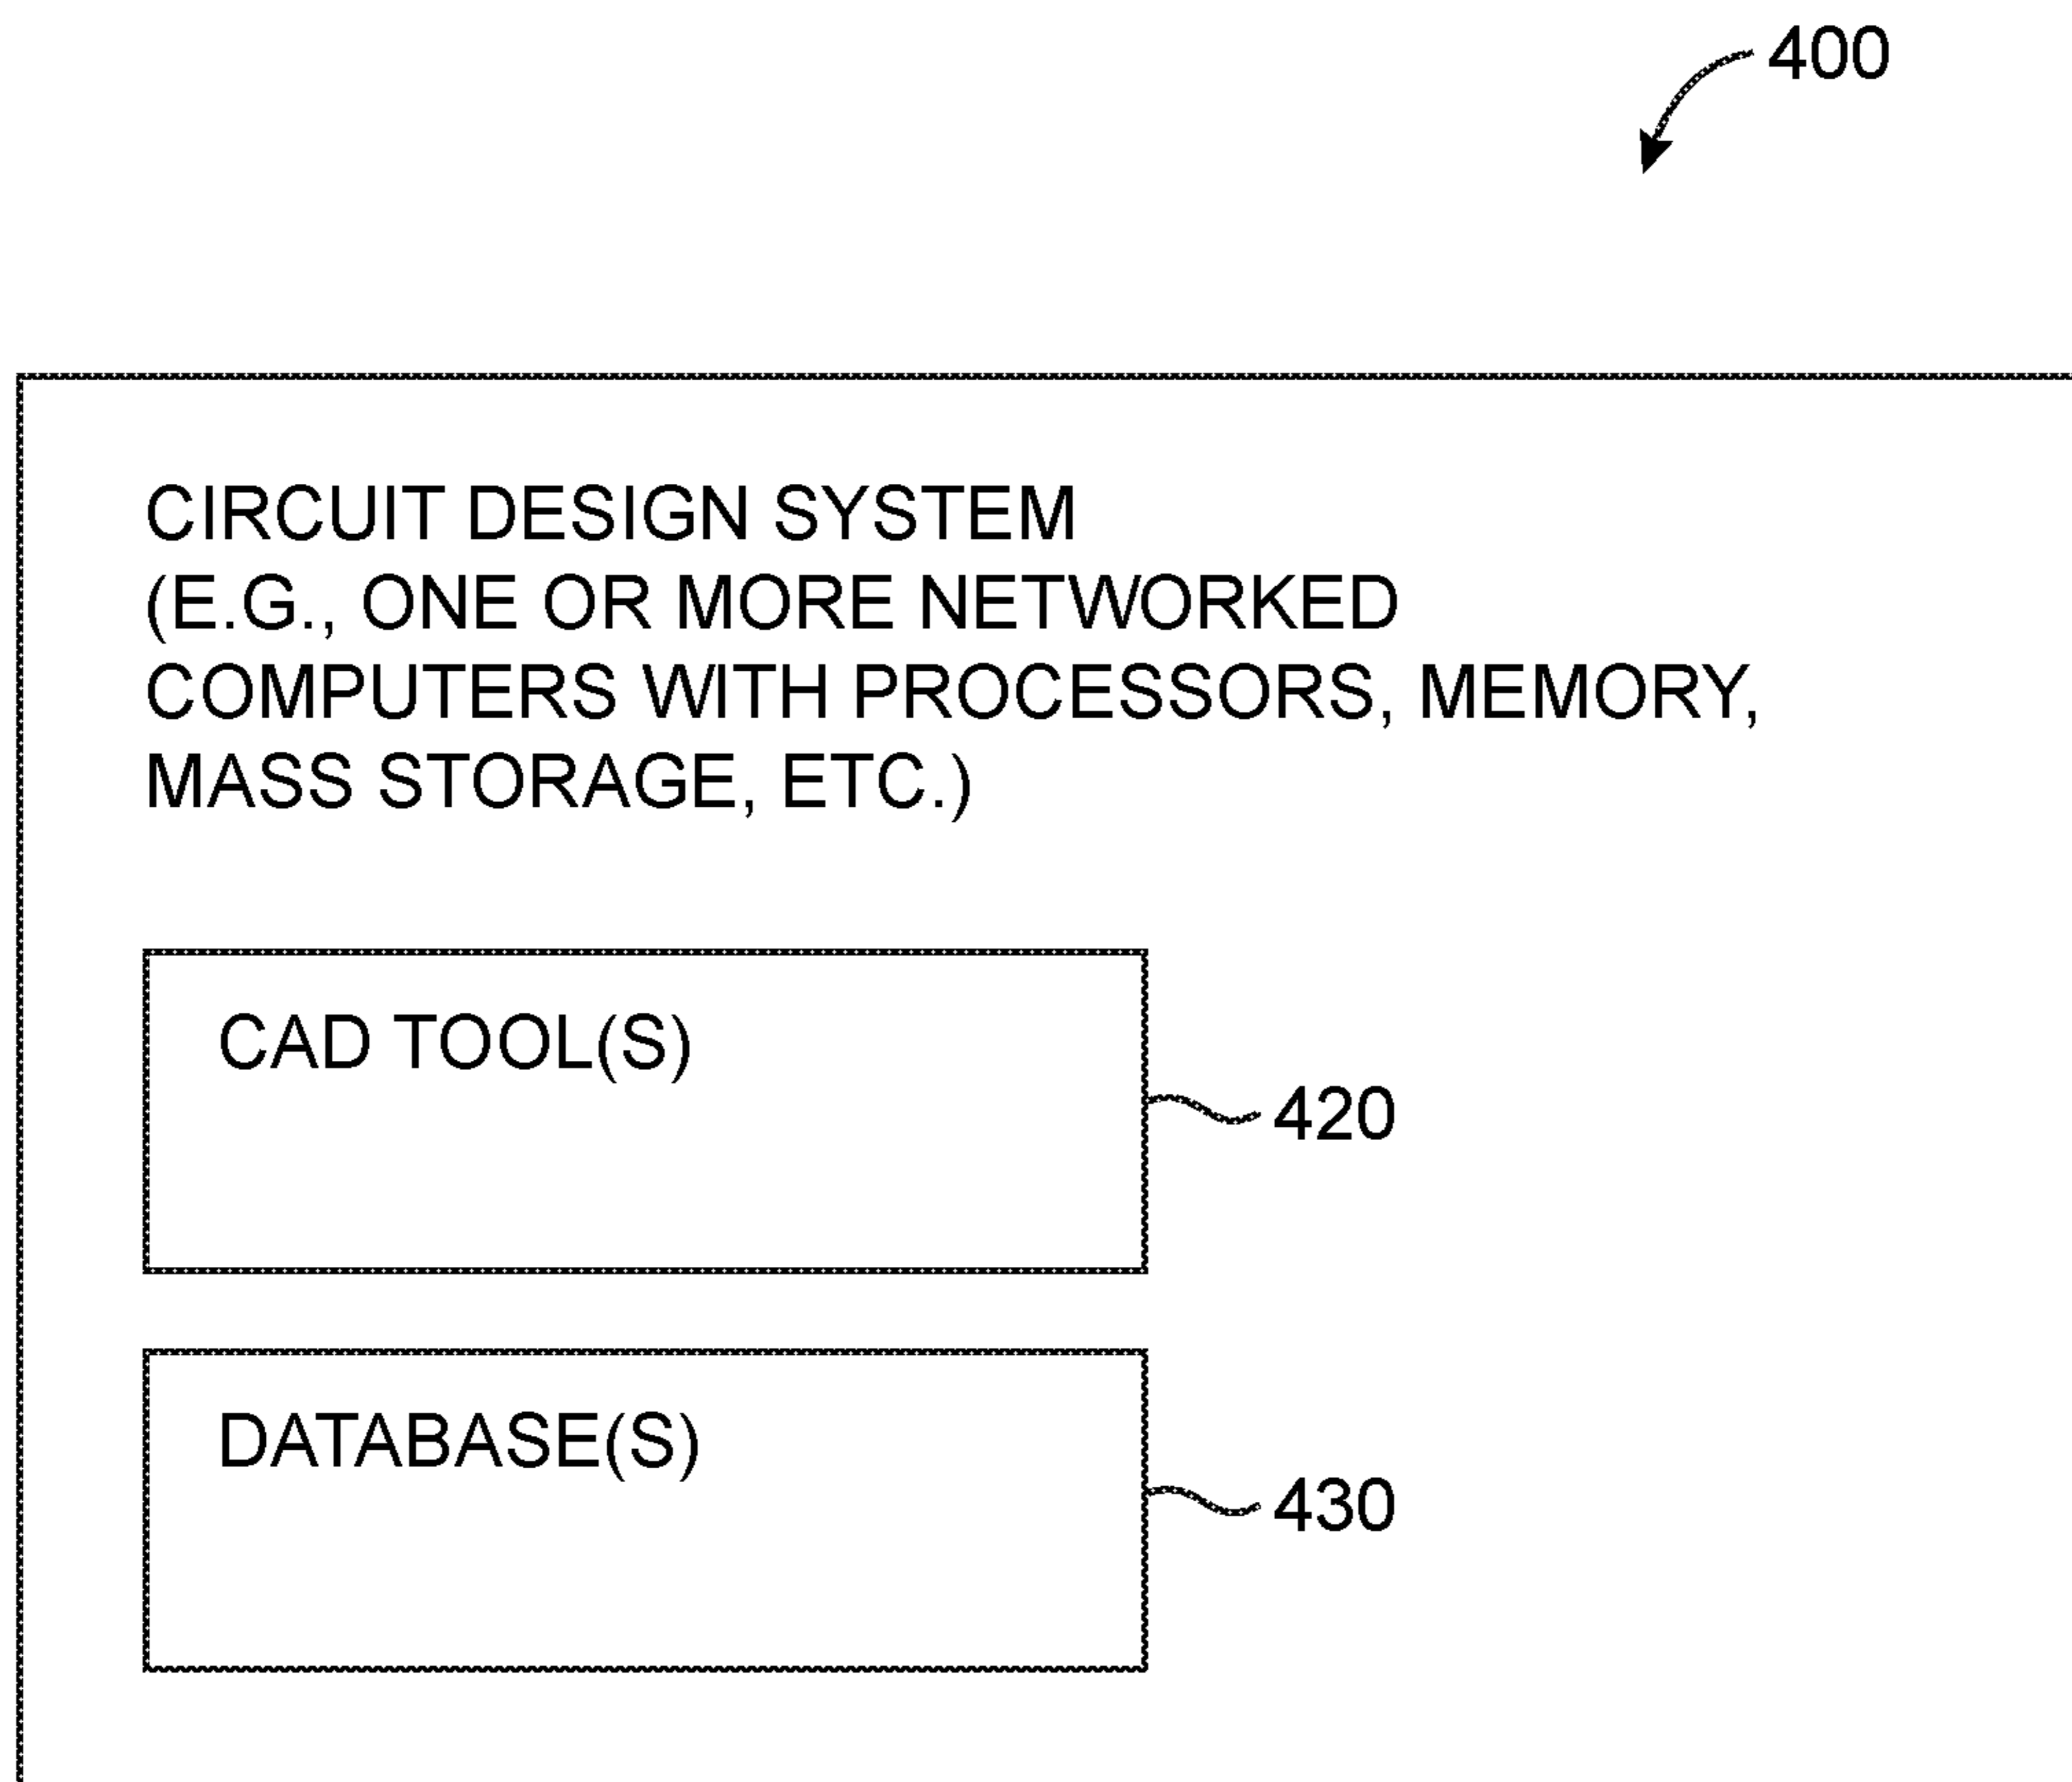 400
CIRCUIT DESIGN SYSTEM
(E.G., ONE OR MORE NETWORKED
COMPUTERS WITH PROCESSORS, MEMORY,
MASS STORAGE, ETC.)
CAD TOOL(S)
420
DATABASE(S)
430